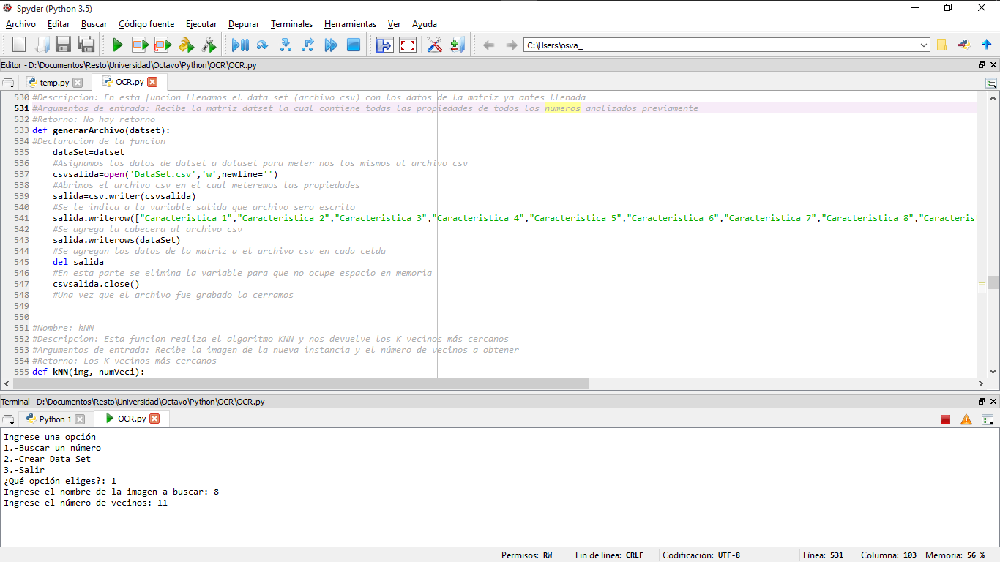 Spyder (Python 3.5)
Archivo Editar Buscar Código fuente Ejecutar Depurar Terminales Herramientas Ver Ayuda
C:\Users\osva_
Editor - D:\Documentos\Resto\Universidad\Octavo\Python\OCR\OCR.py
temp.py OCR.py
530 #Descripcion: En esta funcion llenamos el data set (archivo csv) con los datos de la matriz ya antes llenada
531 #Argumentos de entrada: Recibe la matriz datset la cual contiene todas las propiedades de todos los numeros analizados previamente
532 #Retorno: No hay retorno
533 def generarArchivo(datset):
534 #Declaracion de la funcion
535 dataSet=datset
536 #Asignamos los datos de datset a dataset para meter nos los mismos al archivo csv
537 csvsalida=open('DataSet.csv','w',newline='')
538 #Abrimos el archivo csv en el cual meteremos las propiedades
539 salida=csv.writer(csvsalida)
540 #Se le indica a la variable salida que archivo sera escrito
541 salida.writerow(["Caracteristica 1","Caracteristica 2","Caracteristica 3","Caracteristica 4","Caracteristica 5","Caracteristica 6","Caracteristica 7","Caracteristica 8","Caracterist
542 #Se agrega la cabecera al archivo csv
543 salida.writerows(dataSet)
544 #Se agregan los datos de la matriz a el archivo csv en cada celda
545 del salida
546 #En esta parte se elimina la variable para que no ocupe espacio en memoria
547 csvsalida.close()
548 #Una vez que el archivo fue grabado lo cerramos
549
550
551 #Nombre: kNN
552 #Descripcion: Esta funcion realiza el algoritmo KNN y nos devuelve los K vecinos más cercanos
553 #Argumentos de entrada: Recibe la imagen de la nueva instancia y el número de vecinos a obtener
554 #Retorno: Los K vecinos más cercanos
555 def kNN(img, numVeci):
Terminal - D:\Documentos\Resto\Universidad\Octavo\Python\OCR\OCR.py
Python 1 OCR.py
Ingrese una opción
1.-Buscar un número
2.-Crear Data Set
3.-Salir
¿Qué opción eliges?: 1
Ingrese el nombre de la imagen a buscar: 8
Ingrese el número de vecinos: 11
Permisos: RW Fin de línea: CRLF Codificación: UTF-8 Línea: 531 Columna: 103 Memoria: 56 %